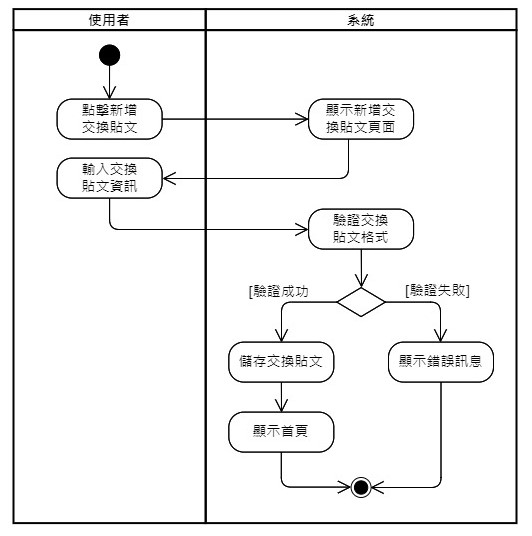 使用者
系統
點擊新增
交換貼文
顯示新增交
換貼文頁面
輸入交換
貼文資訊
驗證交換
貼文格式
[驗證成功
[驗證失敗]
儲存交換貼文
顯示錯誤訊息
顯示首頁